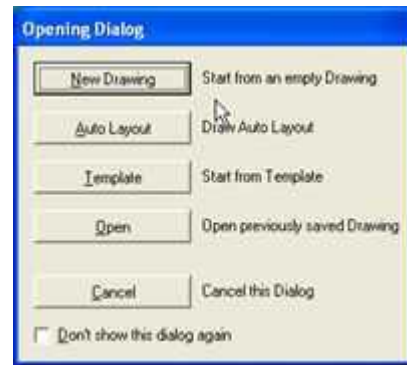 Opening Dialog
New Drawing Start from an empty Drawing
Auto Layout Draw Auto Layout
Template Start from Template
Open Open previously saved Drawing
Cancel Cancel this Dialog
Don't show this dialog again